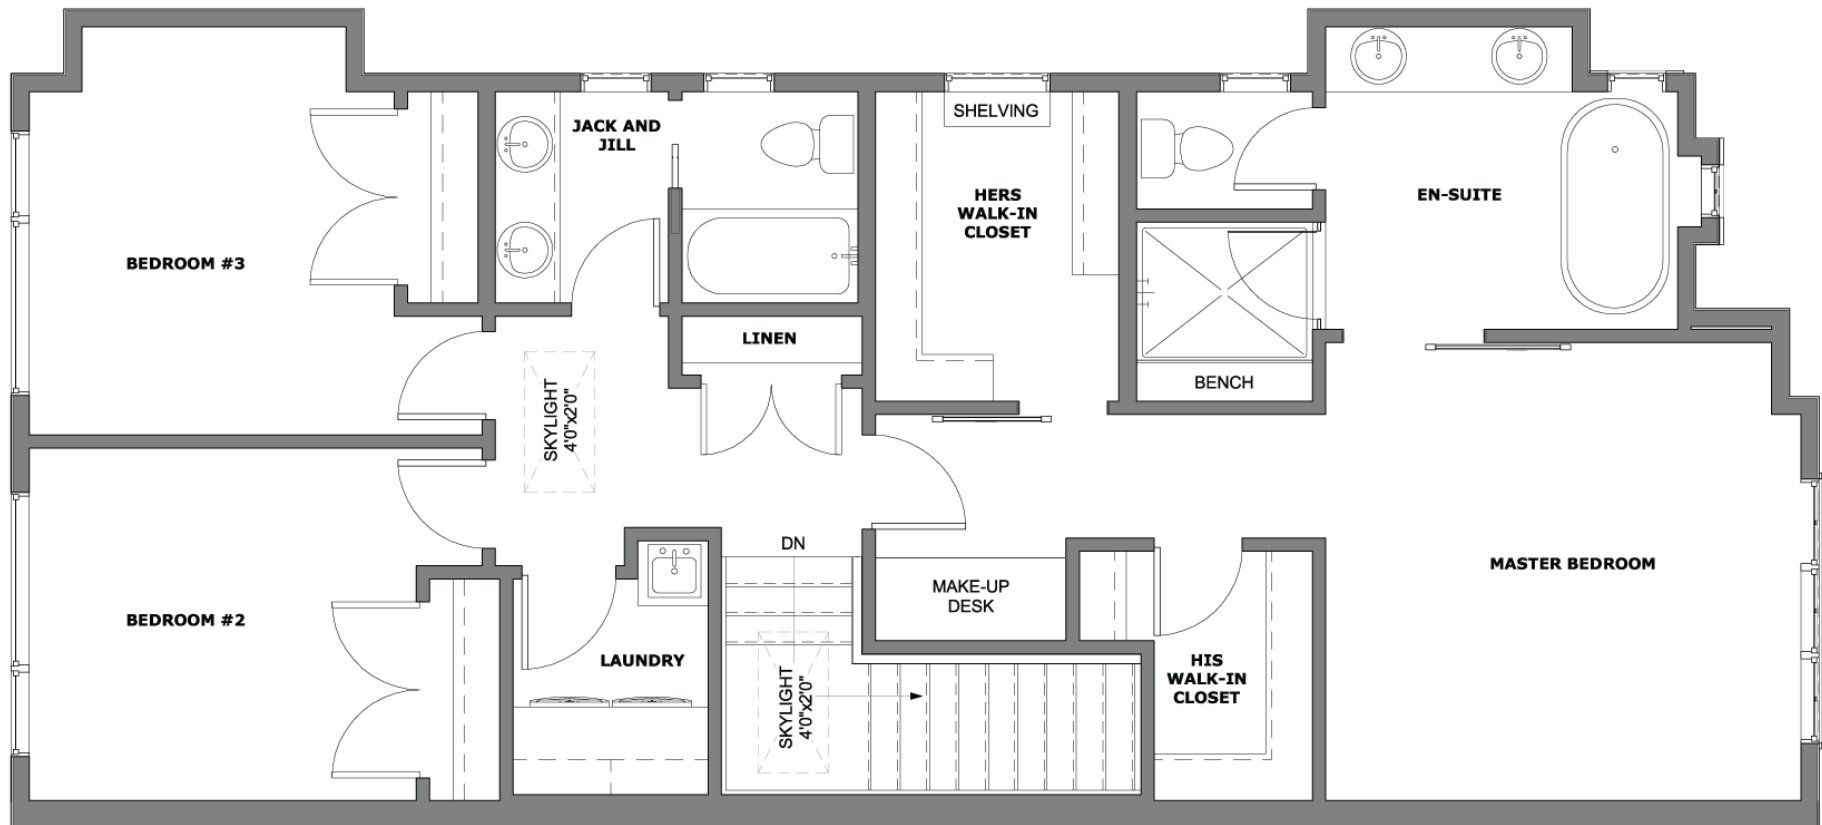 JACK AND
JILL
SHELVING
HERS
WALK-IN
CLOSET
EN-SUITE
BEDROOM #3
LINEN
BENCH
SKYLIGHT
4'0"x2'0"
DN
MAKE-UP
DESK
MASTER BEDROOM
BEDROOM #2
LAUNDRY
SKYLIGHT
4'0"x2'0"
HIS
WALK-IN
CLOSET